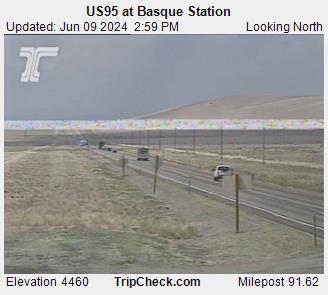 US95 at Basque Station
Updated: Jun 09 2024 2:59 PM Looking North
Elevation 4460 TripCheck.com Milepost 91.62